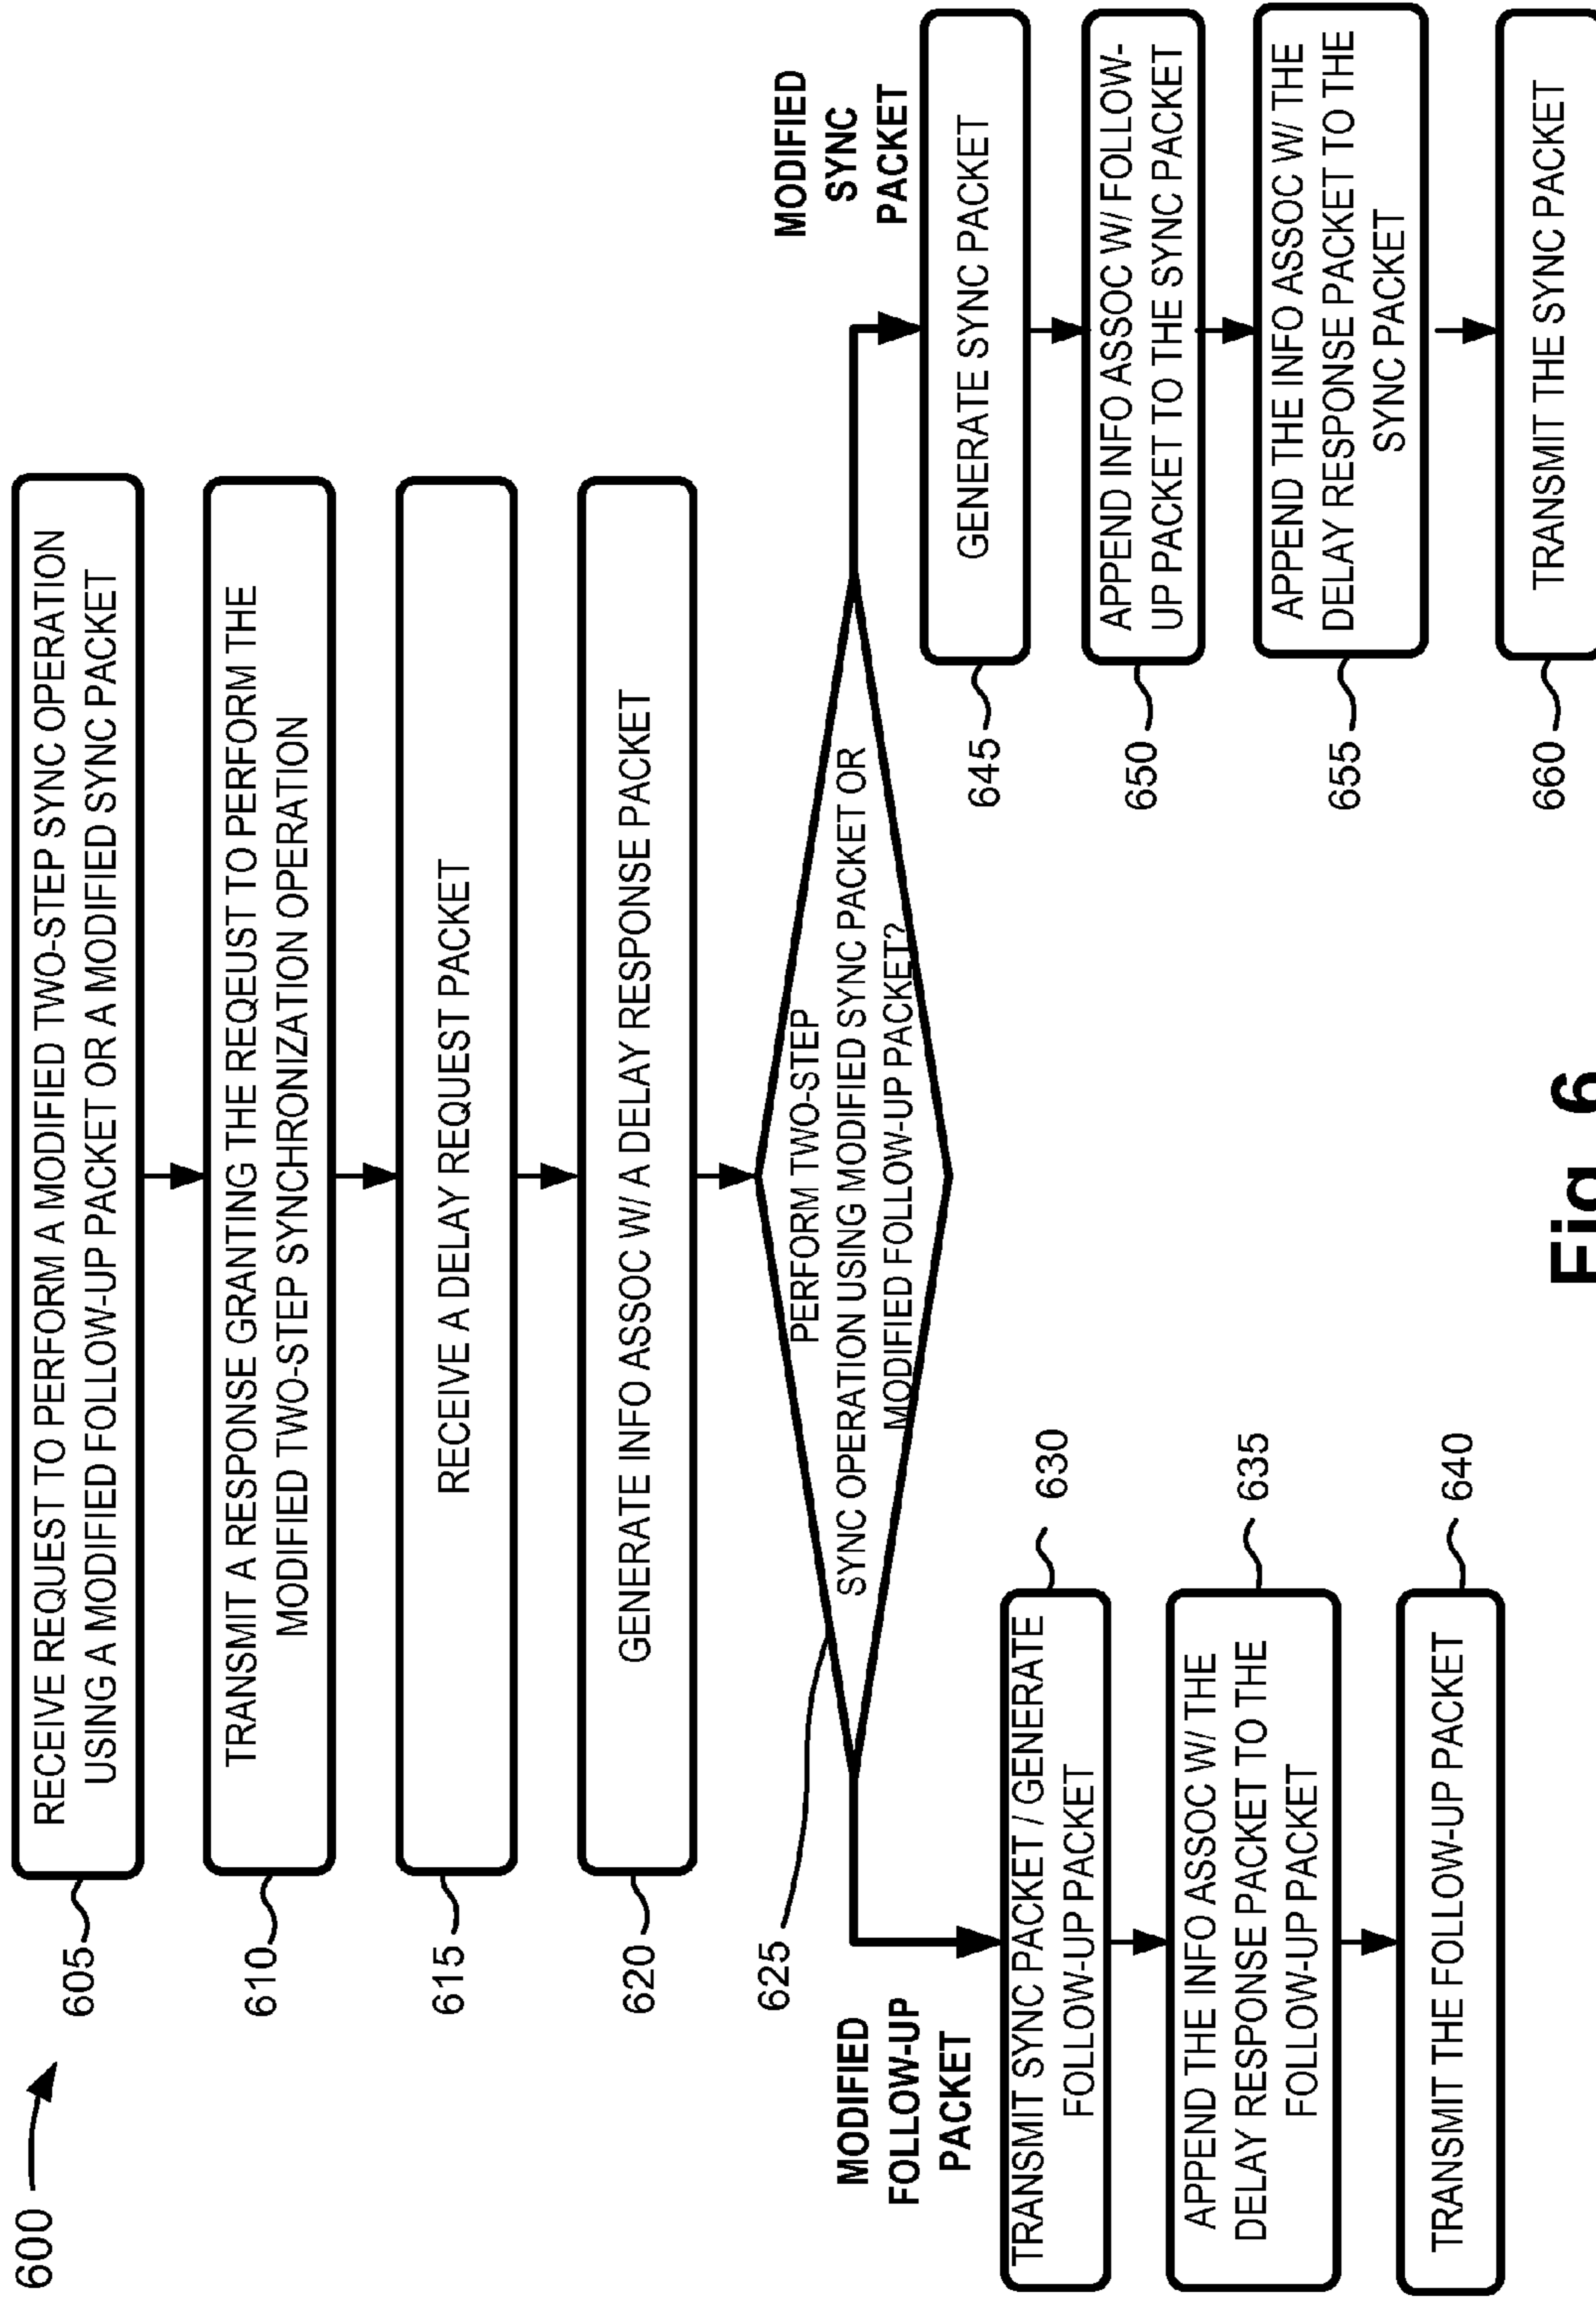 600
605
RECEIVE REQUEST TO PERFORM A MODIFIED TWO-STEP SYNC OPERATION
USING A MODIFIED FOLLOW-UP PACKET OR A MODIFIED SYNC PACKET
610
TRANSMIT A RESPONSE GRANTING THE REQEUST TO PERFORM THE
MODIFIED TWO-STEP SYNCHRONIZATION OPERATION
615
RECEIVE A DELAY REQUEST PACKET
620
GENERATE INFO ASSOC W/ A DELAY RESPONSE PACKET
625
PERFORM TWO-STEP
SYNC OPERATION USING MODIFIED SYNC PACKET OR
MODIFIED FOLLOW-UP PACKET?
MODIFIED
FOLLOW-UP
PACKET
TRANSMIT SYNC PACKET / GENERATE
FOLLOW-UP PACKET
630
APPEND THE INFO ASSOC W/ THE
DELAY RESPONSE PACKET TO THE
FOLLOW-UP PACKET
635
TRANSMIT THE FOLLOW-UP PACKET
640
MODIFIED
SYNC
PACKET
645
GENERATE SYNC PACKET
650
APPEND INFO ASSOC W/ FOLLOW-
UP PACKET TO THE SYNC PACKET
655
APPEND THE INFO ASSOC W/ THE
DELAY RESPONSE PACKET TO THE
SYNC PACKET
660
TRANSMIT THE SYNC PACKET
Fig. 6